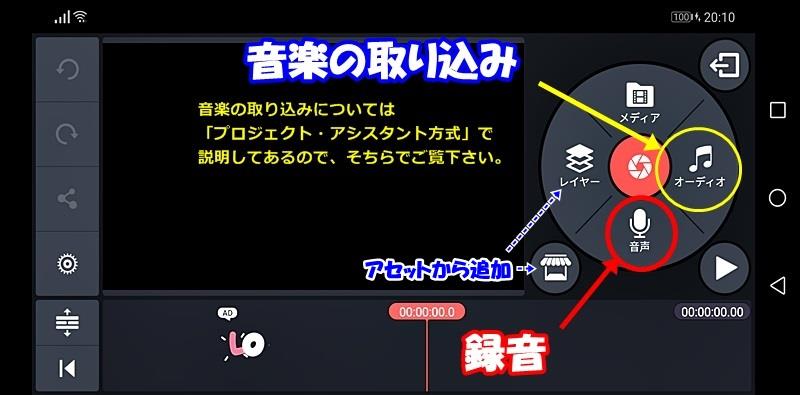 100
20:10
音楽の取り込み
音楽の取り込みについては
「プロジェクト・アシスタント方式」で
説明してあるので、そちらでご覧下さい。
メディア
レイヤー
オーディオ
音声
アセットから追加
AD
00:00:00.0
00:00:00.00
LO
録音